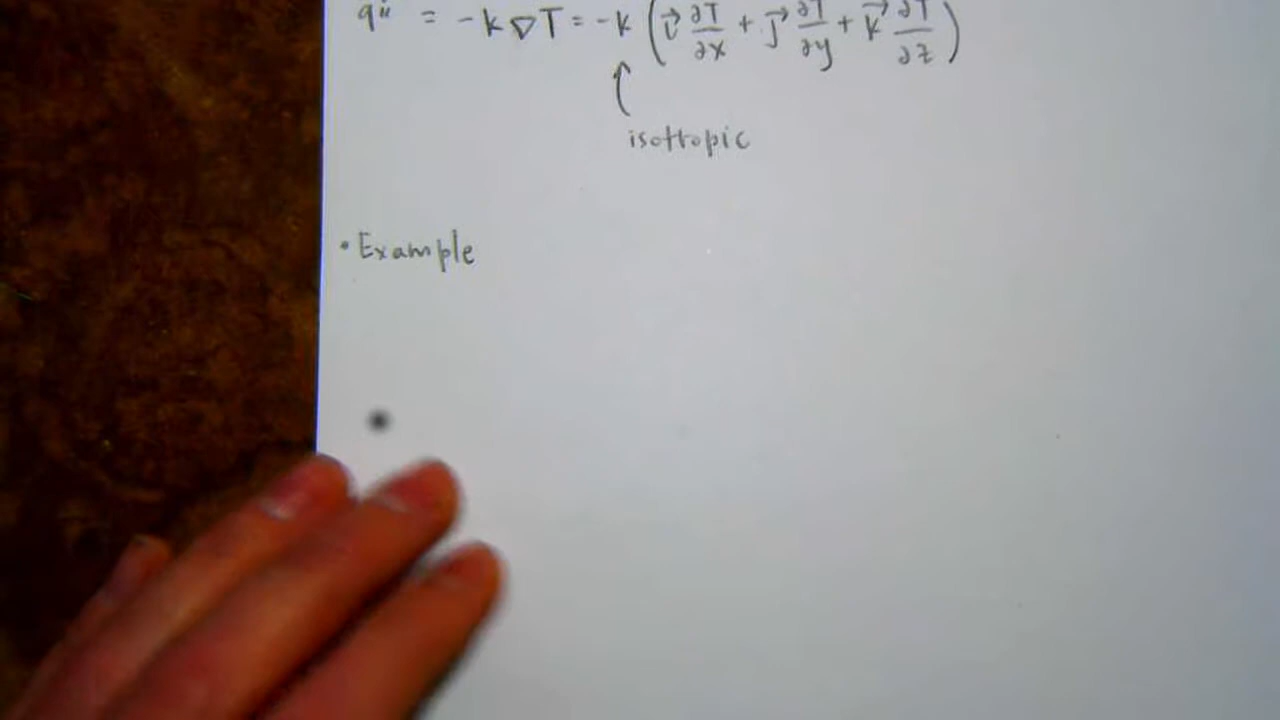 q" = -k ∇T = -k (i⃗ ∂T/∂x + j⃗ ∂T/∂y + k⃗ ∂T/∂z)
isotropic
• Example